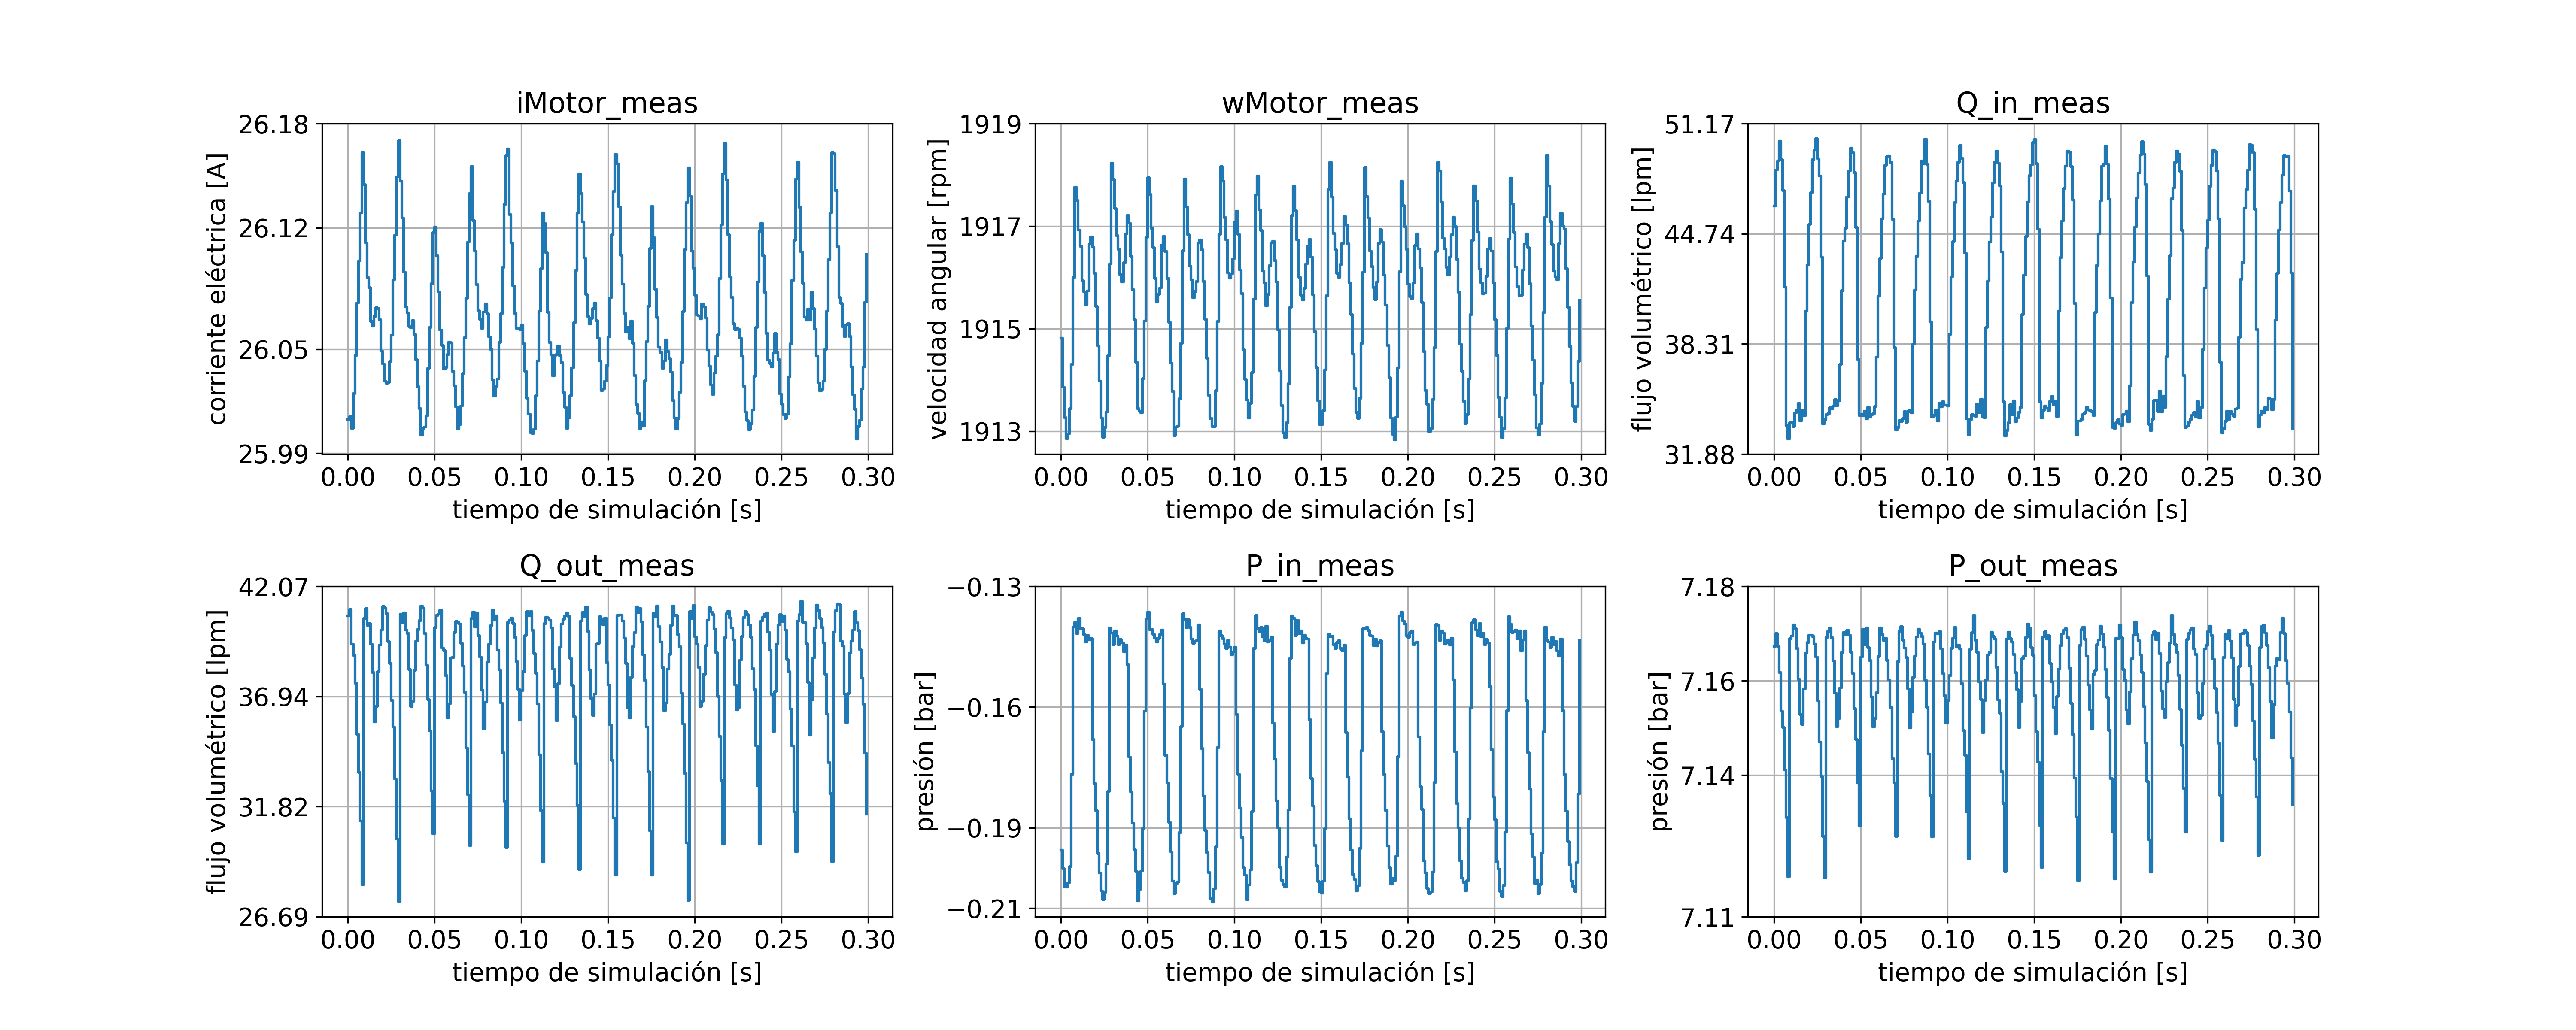 iMotor_meas
26.18
26.12
26.05
25.99
corriente eléctrica [A]
0.00 0.05 0.10 0.15 0.20 0.25 0.30
tiempo de simulación [s]
wMotor_meas
1919
1917
1915
1913
velocidad angular [rpm]
0.00 0.05 0.10 0.15 0.20 0.25 0.30
tiempo de simulación [s]
Q_in_meas
51.17
44.74
38.31
31.88
flujo volumétrico [lpm]
0.00 0.05 0.10 0.15 0.20 0.25 0.30
tiempo de simulación [s]
Q_out_meas
42.07
36.94
31.82
26.69
flujo volumétrico [lpm]
0.00 0.05 0.10 0.15 0.20 0.25 0.30
tiempo de simulación [s]
P_in_meas
−0.13
−0.16
−0.19
−0.21
presión [bar]
0.00 0.05 0.10 0.15 0.20 0.25 0.30
tiempo de simulación [s]
P_out_meas
7.18
7.16
7.14
7.11
presión [bar]
0.00 0.05 0.10 0.15 0.20 0.25 0.30
tiempo de simulación [s]